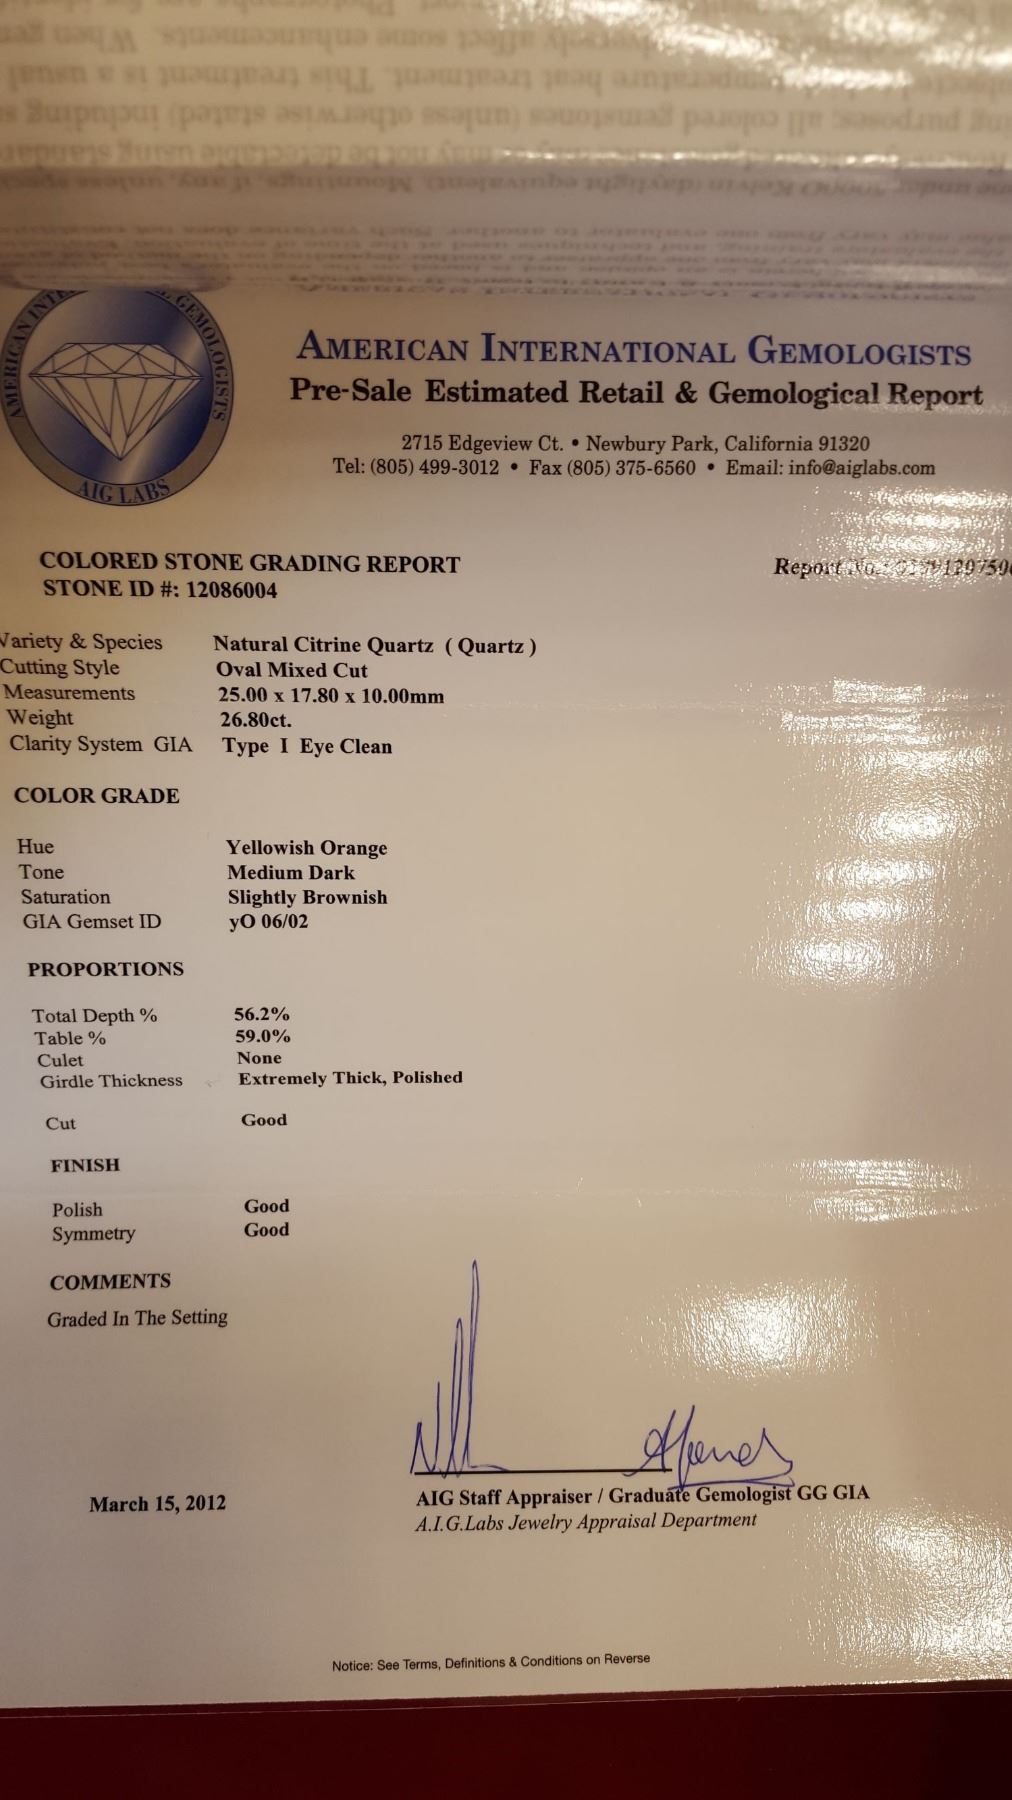 AMERICAN INTERNATIONAL GEMOLOGISTS
Pre-Sale Estimated Retail & Gemological Report
2715 Edgeview Ct. • Newbury Park, California 91320
Tel: (805) 499-3012 • Fax (805) 375-6560 • Email: info@aiglabs.com
GEMOLOGISTS
AIG LABS
COLORED STONE GRADING REPORT
Report No.
STONE ID #: 12086004
Variety & Species Natural Citrine Quartz ( Quartz )
Cutting Style Oval Mixed Cut
Measurements 25.00 x 17.80 x 10.00mm
Weight 26.80ct.
Clarity System GIA Type I Eye Clean
COLOR GRADE
Hue Yellowish Orange
Tone Medium Dark
Saturation Slightly Brownish
GIA Gemset ID yO 06/02
PROPORTIONS
Total Depth % 56.2%
Table % 59.0%
Culet None
Girdle Thickness Extremely Thick, Polished
Cut Good
FINISH
Polish Good
Symmetry Good
COMMENTS
Graded In The Setting
March 15, 2012
AIG Staff Appraiser / Graduate Gemologist GG GIA
A.I.G.Labs Jewelry Appraisal Department
Notice: See Terms, Definitions & Conditions on Reverse